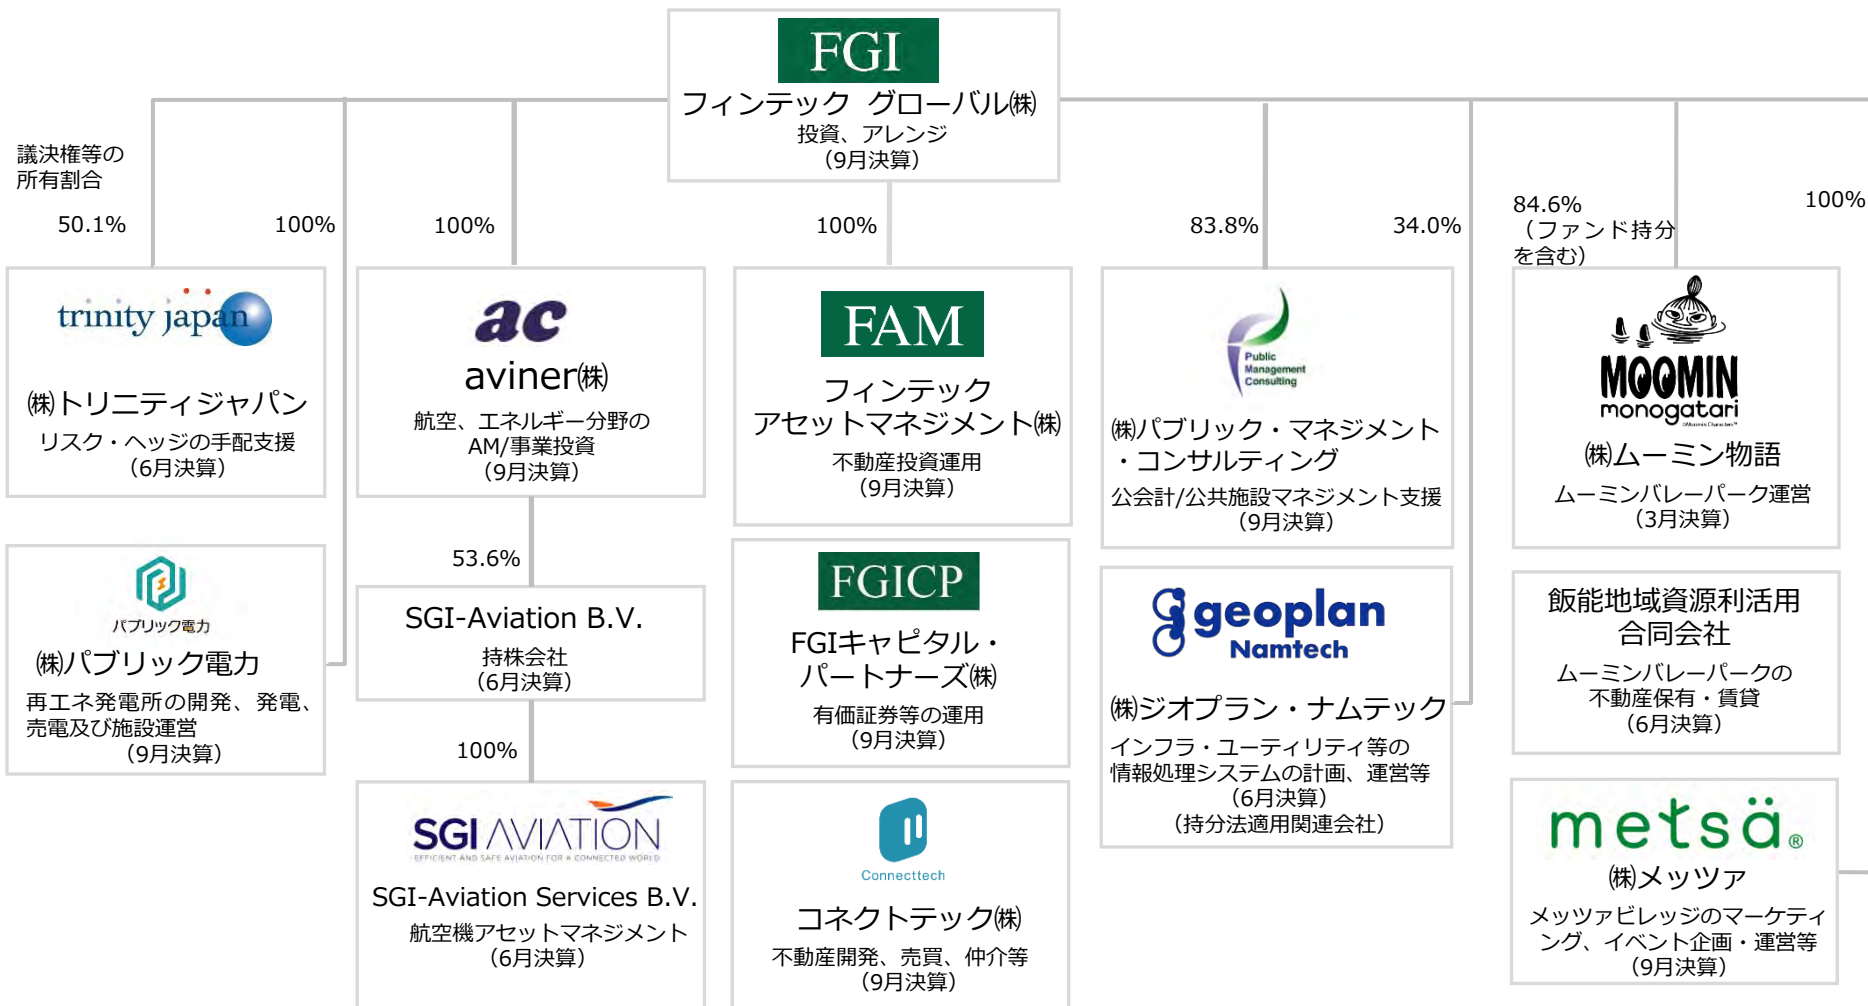 FGI
フィンテック グローバル㈱
投資、アレンジ
（9月決算）
議決権等の
所有割合
50.1%
100%
100%
100%
83.8%
34.0%
84.6%
（ファンド持分
を含む）
100%
trinity japan
㈱トリニティジャパン
リスク・ヘッジの手配支援
（6月決算）
パブリック電力
㈱パブリック電力
再エネ発電所の開発、発電、
売電及び施設運営
（9月決算）
ac
aviner㈱
航空、エネルギー分野の
AM/事業投資
（9月決算）
53.6%
SGI-Aviation B.V.
持株会社
（6月決算）
100%
SGI AVIATION
EFFICIENT AND SAFE AVIATION FOR A CONNECTED WORLD
SGI-Aviation Services B.V.
航空機アセットマネジメント
（6月決算）
FAM
フィンテック
アセットマネジメント㈱
不動産投資運用
（9月決算）
FGICP
FGIキャピタル・
パートナーズ㈱
有価証券等の運用
（9月決算）
Connecttech
コネクトテック㈱
不動産開発、売買、仲介等
（9月決算）
Public
Management
Consulting
㈱パブリック・マネジメント
・コンサルティング
公会計/公共施設マネジメント支援
（9月決算）
geoplan
Namtech
㈱ジオプラン・ナムテック
インフラ・ユーティリティ等の
情報処理システムの計画、運営等
（6月決算）
（持分法適用関連会社）
MOOMIN
monogatari
©Moomin Characters™
㈱ムーミン物語
ムーミンバレーパーク運営
（3月決算）
飯能地域資源利活用
合同会社
ムーミンバレーパークの
不動産保有・賃貸
（6月決算）
metsä®
㈱メッツァ
メッツァビレッジのマーケティ
ング、イベント企画・運営等
（9月決算）